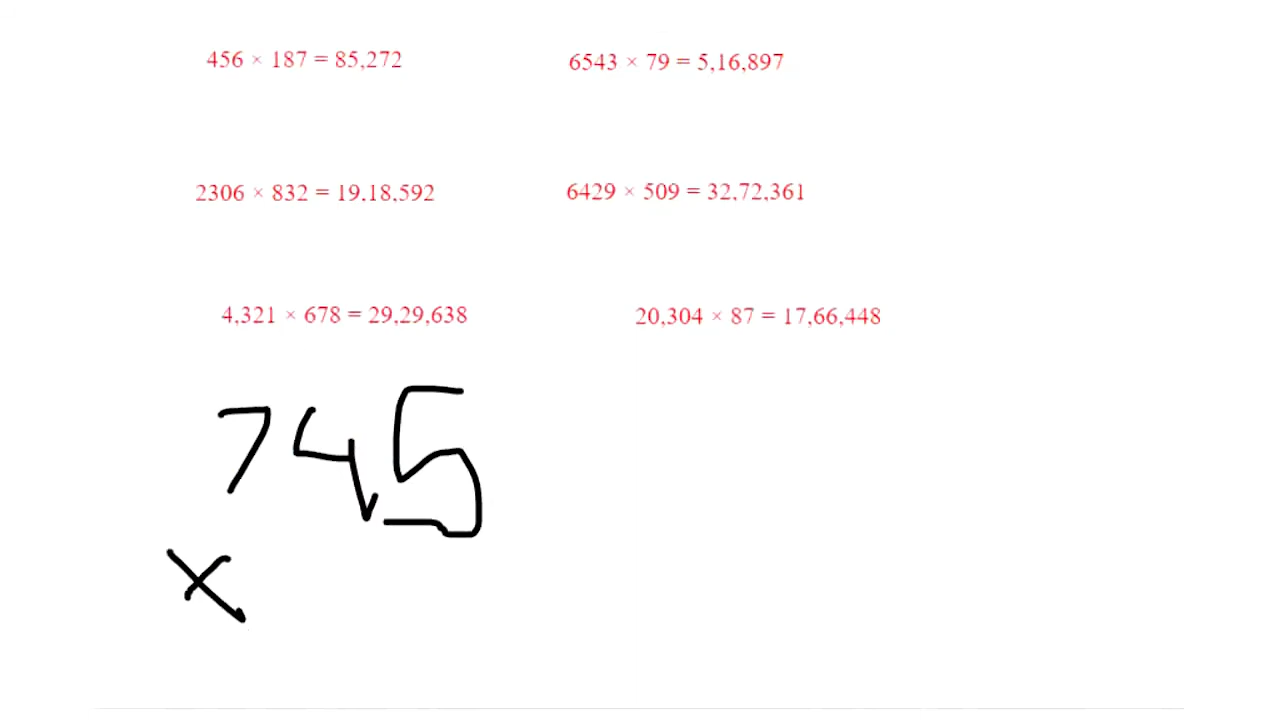 456 × 187 = 85,272
6543 × 79 = 5,16,897
2306 × 832 = 19,18,592
6429 × 509 = 32,72,361
4,321 × 678 = 29,29,638
20,304 × 87 = 17,66,448
745
×